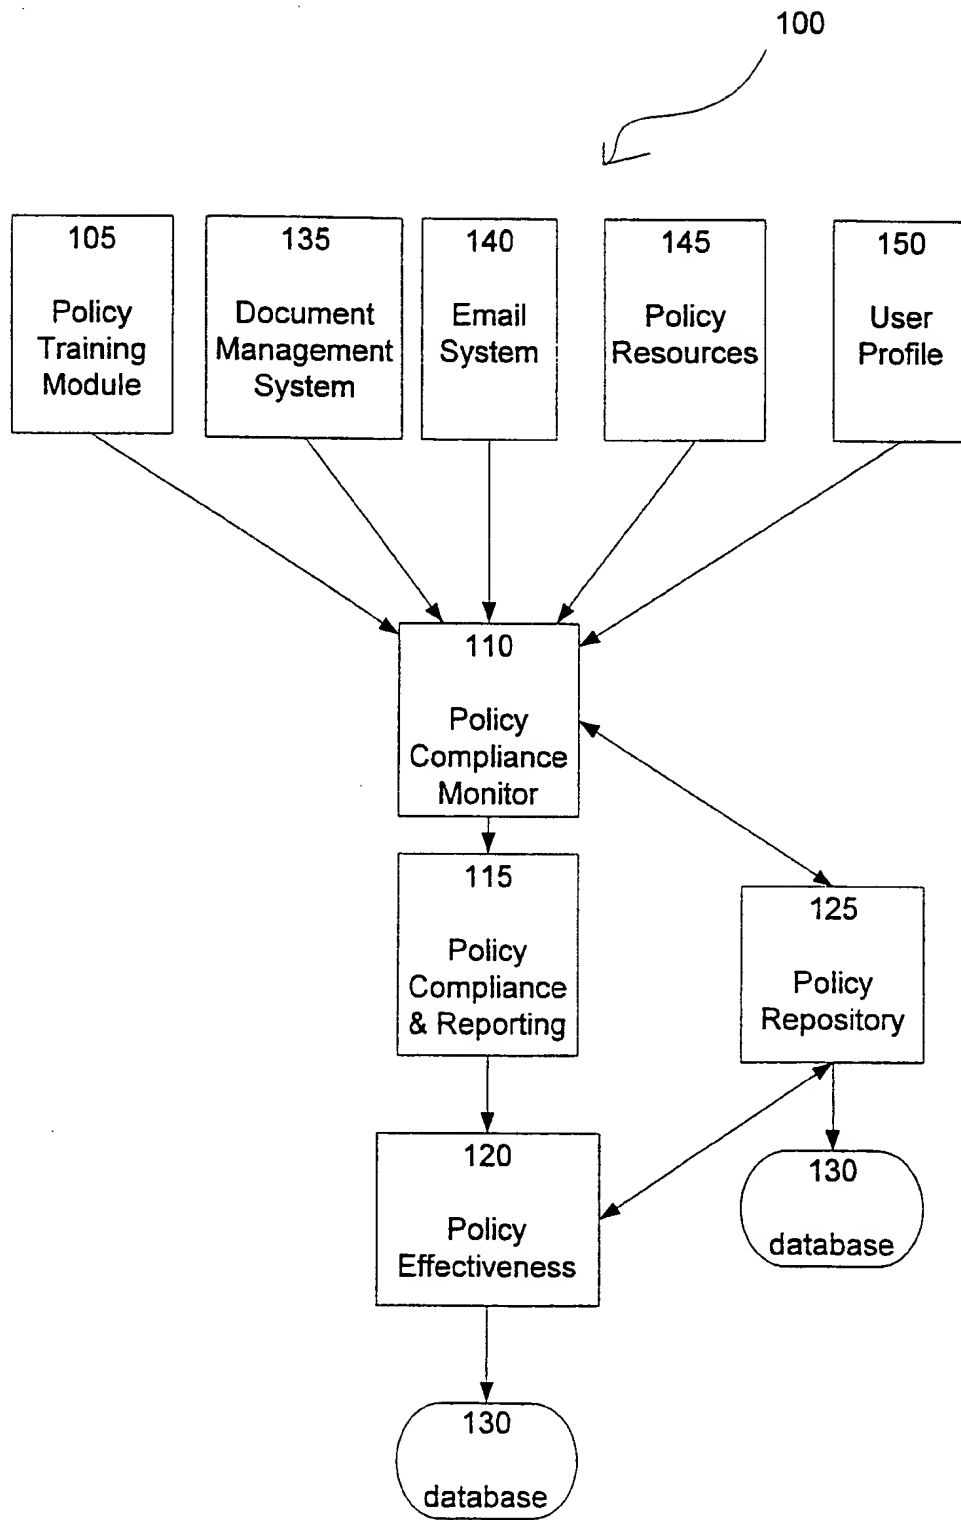 100
105
Policy
Training
Module
135
Document
Management
System
140
Email
System
145
Policy
Resources
150
User
Profile
110
Policy
Compliance
Monitor
115
Policy
Compliance
& Reporting
125
Policy
Repository
120
Policy
Effectiveness
130
database
130
database